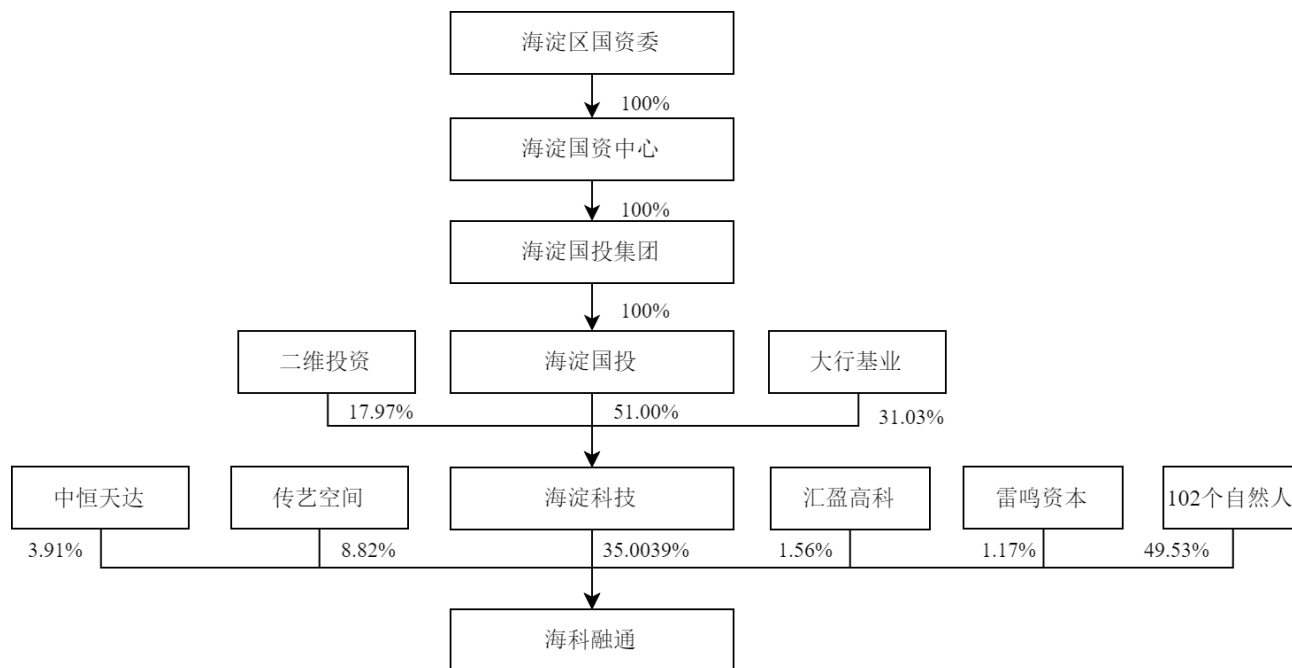 海淀区国资委
100%
海淀国资中心
100%
海淀国投集团
100%
二维投资
海淀国投
大行基业
17.97%
51.00%
31.03%
中恒天达
传艺空间
海淀科技
汇盈高科
雷鸣资本
102个自然人
3.91%
8.82%
35.0039%
1.56%
1.17%
49.53%
海科融通